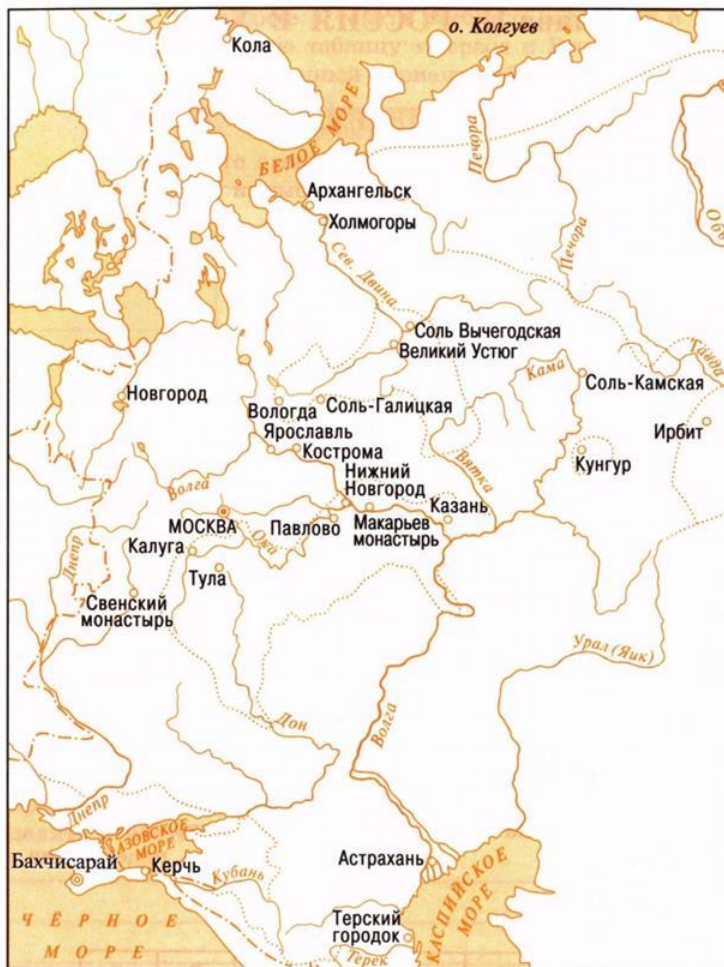 РОССИЯ
о. Колгуев
Кола
БЕЛОЕ МОРЕ
Печора
Обь
Архангельск
Холмогоры
Печора
Сев. Двина
Соль Вычегодская
Великий Устюг
Тавда
Кама
Соль-Камская
Новгород
Вологда
Соль-Галицкая
Ирбит
Ярославль
Кострома
Вятка
Кунгур
Волга
Нижний
Новгород
Казань
МОСКВА
Ока
Павлово
Макарьев
монастырь
Калуга
Днепр
Тула
Свенский
монастырь
Урал (Яик)
Дон
Волга
Днепр
АЗОВСКОЕ
МОРЕ
Бахчисарай
Керчь
Кубань
Астрахань
КАСПИЙСКОЕ
МОРЕ
ЧЁРНОЕ
МОРЕ
Терский
городок
Терек